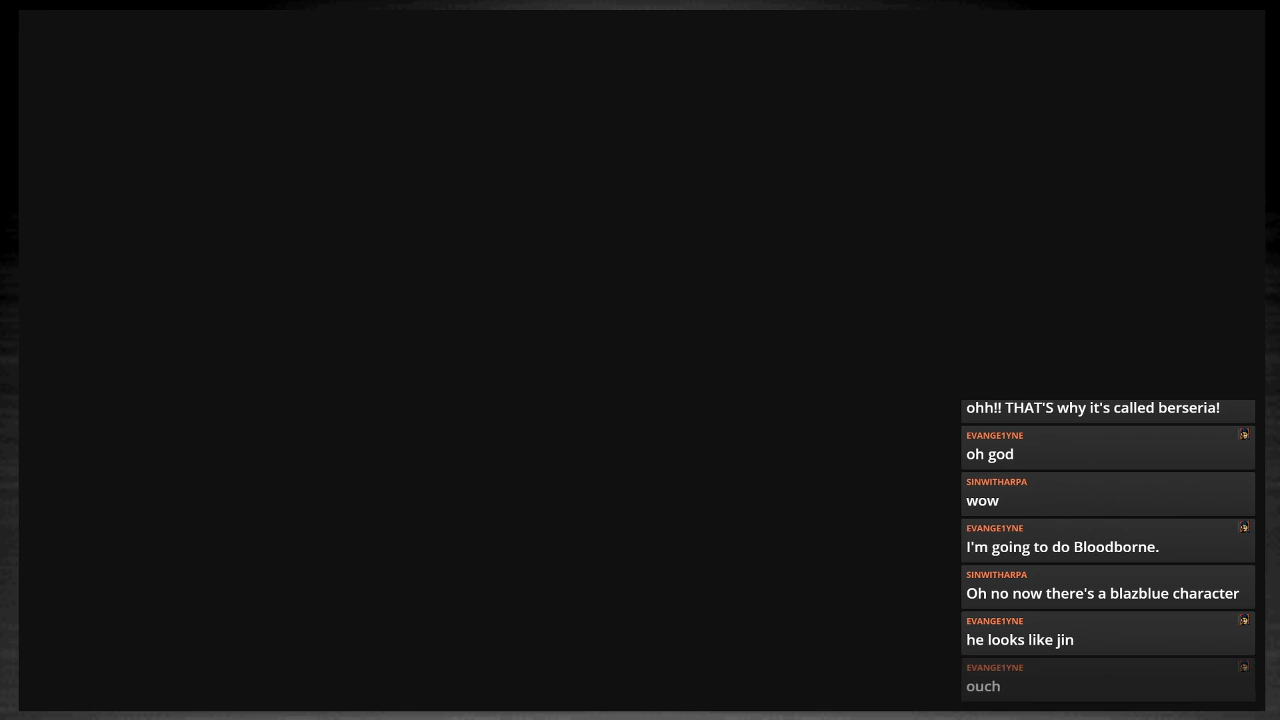 ohh!! THAT'S why it's called berseria!
EVANGE1YNE
oh god
SINWITHARPA
wow
EVANGE1YNE
I'm going to do Bloodborne.
SINWITHARPA
Oh no now there's a blazblue character
EVANGE1YNE
he looks like jin
EVANGE1YNE
ouch